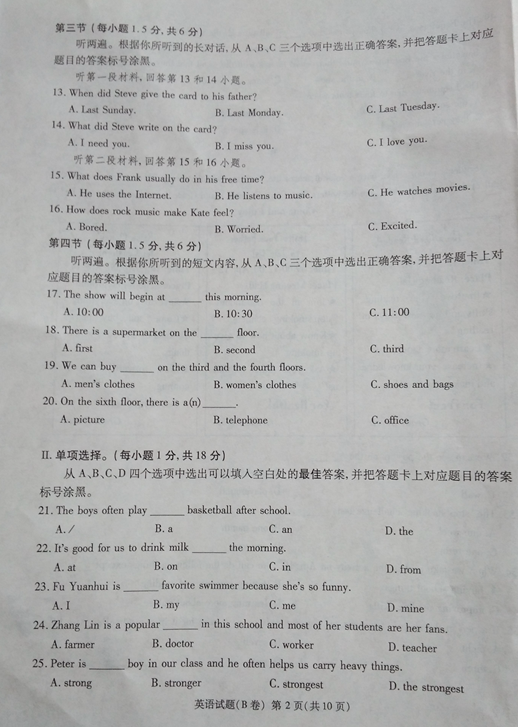 第三节 (每小题1.5分,共6分)
听两遍。根据你所听到的长对话,从A、B、C三个选项中选出正确答案,并把答题卡上对应
题目的答案标号涂黑。
听第一段材料,回答第13和14小题。
13. When did Steve give the card to his father?
A. Last Sunday. B. Last Monday. C. Last Tuesday.
14. What did Steve write on the card?
A. I need you. B. I miss you. C. I love you.
听第二段材料,回答第15和16小题。
15. What does Frank usually do in his free time?
A. He uses the Internet. B. He listens to music. C. He watches movies.
16. How does rock music make Kate feel?
A. Bored. B. Worried. C. Excited.
第四节 (每小题1.5分,共6分)
听两遍。根据你所听到的短文内容,从A、B、C三个选项中选出正确答案,并把答题卡上对
应题目的答案标号涂黑。
17. The show will begin at ______ this morning.
A. 10:00 B. 10:30 C. 11:00
18. There is a supermarket on the ______ floor.
A. first B. second C. third
19. We can buy ______ on the third and the fourth floors.
A. men's clothes B. women's clothes C. shoes and bags
20. On the sixth floor, there is a(n) ______.
A. picture B. telephone C. office
II. 单项选择。(每小题1分,共18分)
从A、B、C、D四个选项中选出可以填入空白处的最佳答案,并把答题卡上对应题目的答案
标号涂黑。
21. The boys often play ______ basketball after school.
A. / B. a C. an D. the
22. It's good for us to drink milk ______ the morning.
A. at B. on C. in D. from
23. Fu Yuanhui is ______ favorite swimmer because she's so funny.
A. I B. my C. me D. mine
24. Zhang Lin is a popular ______ in this school and most of her students are her fans.
A. farmer B. doctor C. worker D. teacher
25. Peter is ______ boy in our class and he often helps us carry heavy things.
A. strong B. stronger C. strongest D. the strongest
英语试题(B卷) 第2页(共10页)